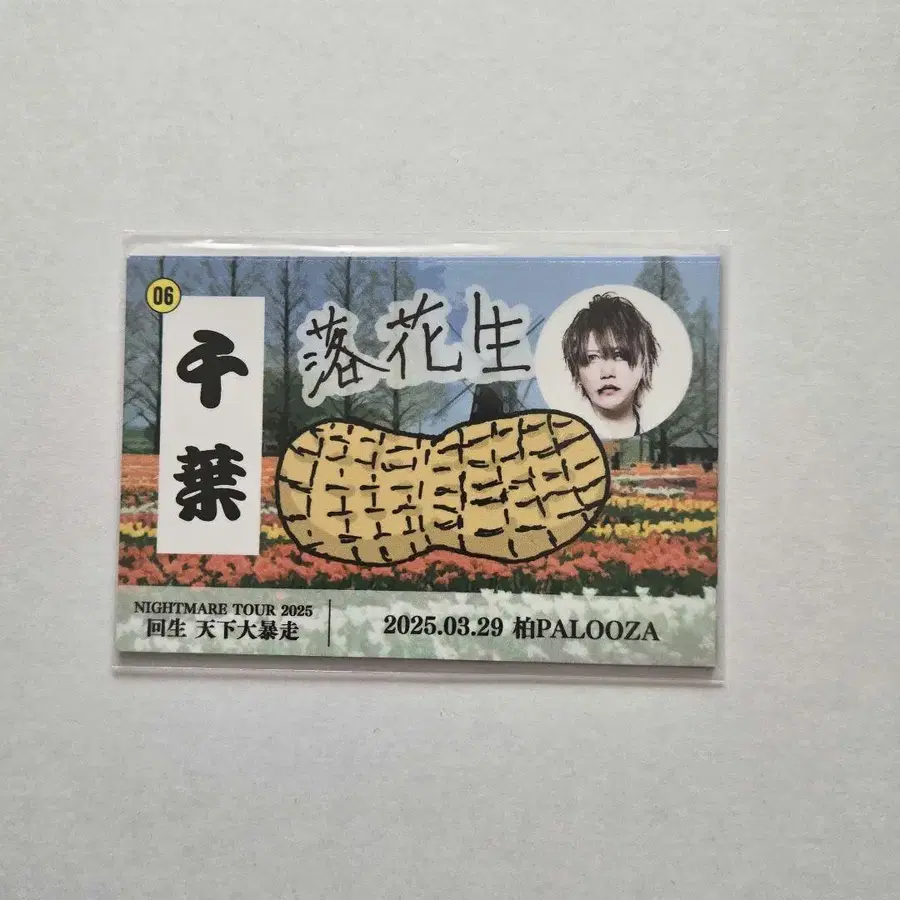 06
千葉
落花生
NIGHTMARE TOUR 2025
回生 天下大暴走
2025.03.29 柏PALOOZA